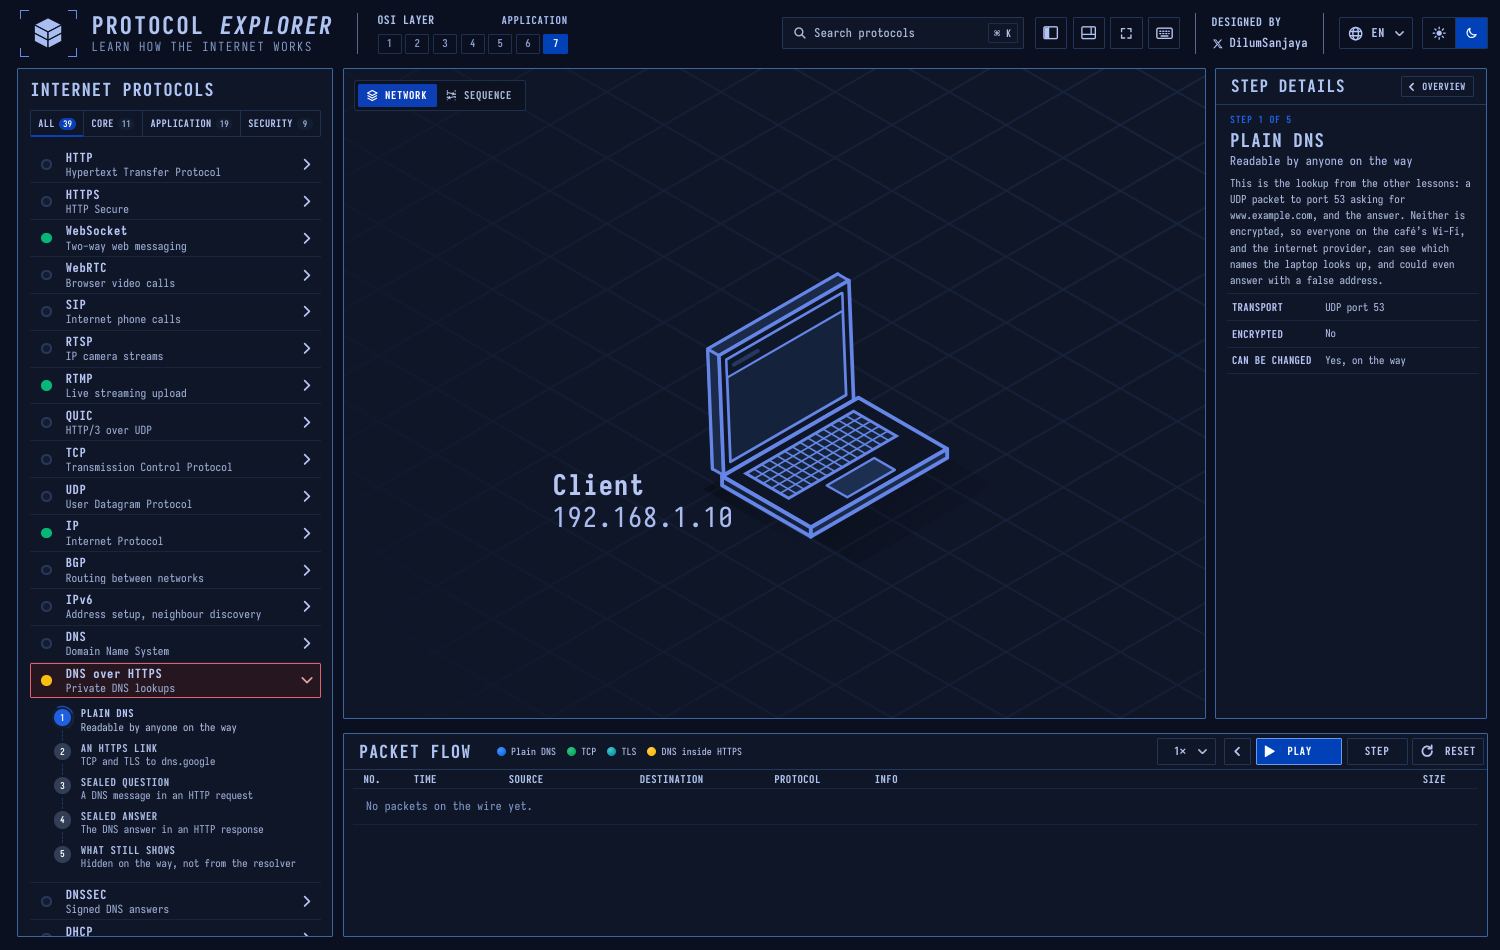 PROTOCOL EXPLORER
LEARN HOW THE INTERNET WORKS
OSI LAYER
APPLICATION
1 2 3 4 5 6 7
Search protocols
⌘ K
DESIGNED BY
DilumSanjaya
EN
INTERNET PROTOCOLS
ALL 39
CORE 11
APPLICATION 19
SECURITY 9
HTTP
Hypertext Transfer Protocol
HTTPS
HTTP Secure
WebSocket
Two-way web messaging
WebRTC
Browser video calls
SIP
Internet phone calls
RTSP
IP camera streams
RTMP
Live streaming upload
QUIC
HTTP/3 over UDP
TCP
Transmission Control Protocol
UDP
User Datagram Protocol
IP
Internet Protocol
BGP
Routing between networks
IPv6
Address setup, neighbour discovery
DNS
Domain Name System
DNS over HTTPS
Private DNS lookups
1 PLAIN DNS
Readable by anyone on the way
2 AN HTTPS LINK
TCP and TLS to dns.google
3 SEALED QUESTION
A DNS message in an HTTP request
4 SEALED ANSWER
The DNS answer in an HTTP response
5 WHAT STILL SHOWS
Hidden on the way, not from the resolver
DNSSEC
Signed DNS answers
DHCP
NETWORK
SEQUENCE
Client
192.168.1.10
STEP DETAILS
OVERVIEW
STEP 1 OF 5
PLAIN DNS
Readable by anyone on the way
This is the lookup from the other lessons: a
UDP packet to port 53 asking for
www.example.com, and the answer. Neither is
encrypted, so everyone on the café's Wi-Fi,
and the internet provider, can see which
names the laptop looks up, and could even
answer with a false address.
TRANSPORT UDP port 53
ENCRYPTED No
CAN BE CHANGED Yes, on the way
PACKET FLOW
Plain DNS
TCP
TLS
DNS inside HTTPS
1×
PLAY
STEP
RESET
NO. TIME SOURCE DESTINATION PROTOCOL INFO SIZE
No packets on the wire yet.